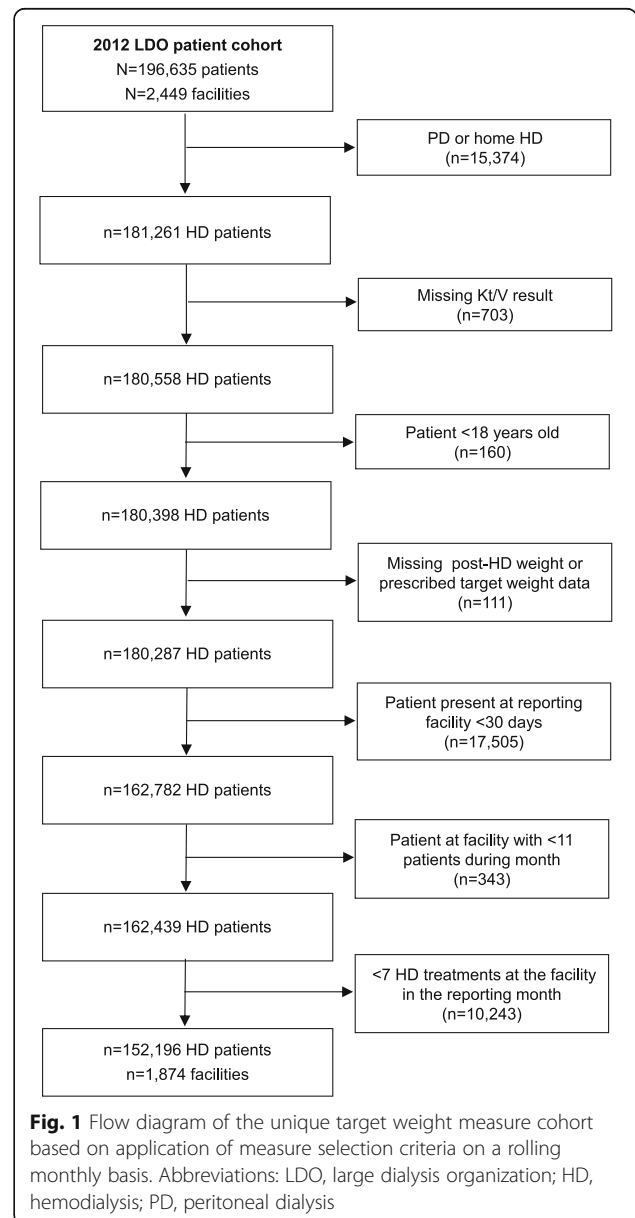 2012 LDO patient cohort
N=196,635 patients
N=2,449 facilities
PD or home HD
(n=15,374)
n=181,261 HD patients
Missing Kt/V result
(n=703)
n=180,558 HD patients
Patient <18 years old
(n=160)
n=180,398 HD patients
Missing post-HD weight or
prescribed target weight data
(n=111)
n=180,287 HD patients
Patient present at reporting
facility <30 days
(n=17,505)
n=162,782 HD patients
Patient at facility with <11
patients during month
(n=343)
n=162,439 HD patients
<7 HD treatments at the facility
in the reporting month
(n=10,243)
n=152,196 HD patients
n=1,874 facilities
Fig. 1 Flow diagram of the unique target weight measure cohort
based on application of measure selection criteria on a rolling
monthly basis. Abbreviations: LDO, large dialysis organization; HD,
hemodialysis; PD, peritoneal dialysis